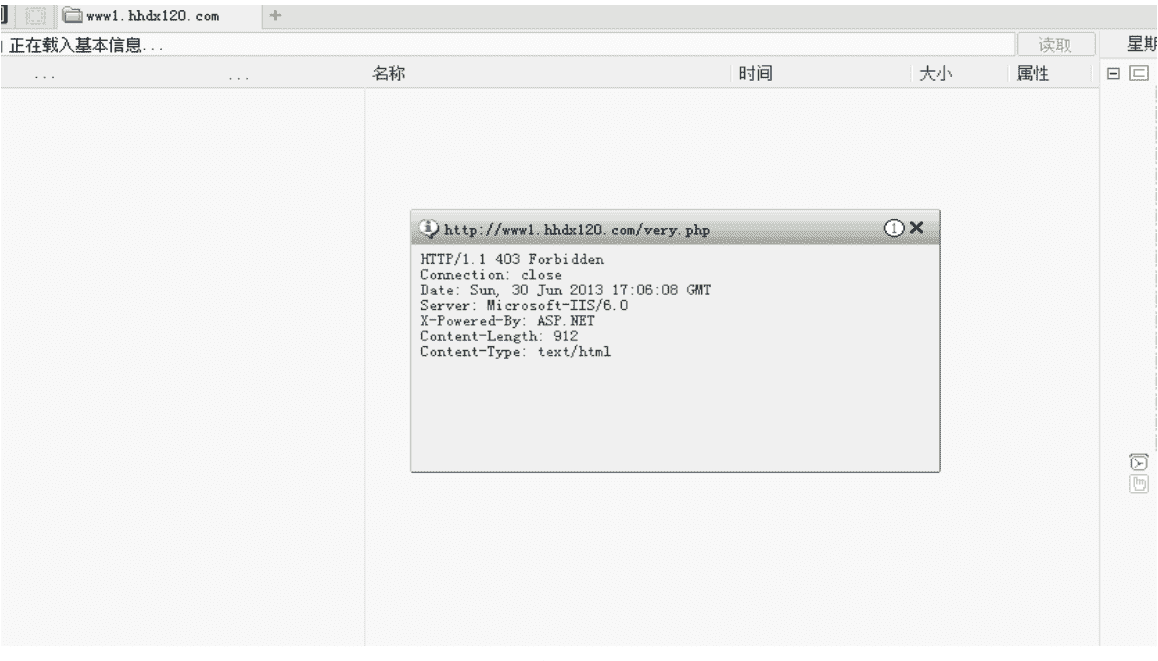 www1.hhdx120.com
正在载入基本信息...
读取
星期
... ... 名称 时间 大小 属性
http://www1.hhdx120.com/very.php
HTTP/1.1 403 Forbidden
Connection: close
Date: Sun, 30 Jun 2013 17:06:08 GMT
Server: Microsoft-IIS/6.0
X-Powered-By: ASP.NET
Content-Length: 912
Content-Type: text/html